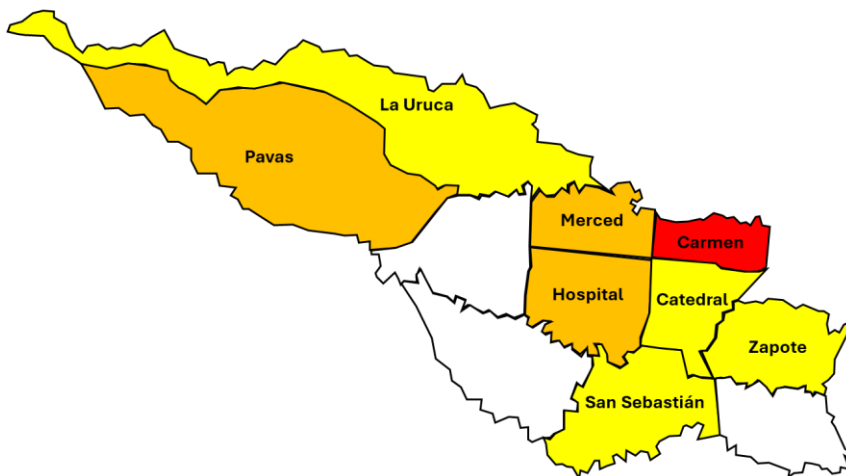 La Uruca
Pavas
Merced
Carmen
Hospital
Catedral
Zapote
San Sebastián